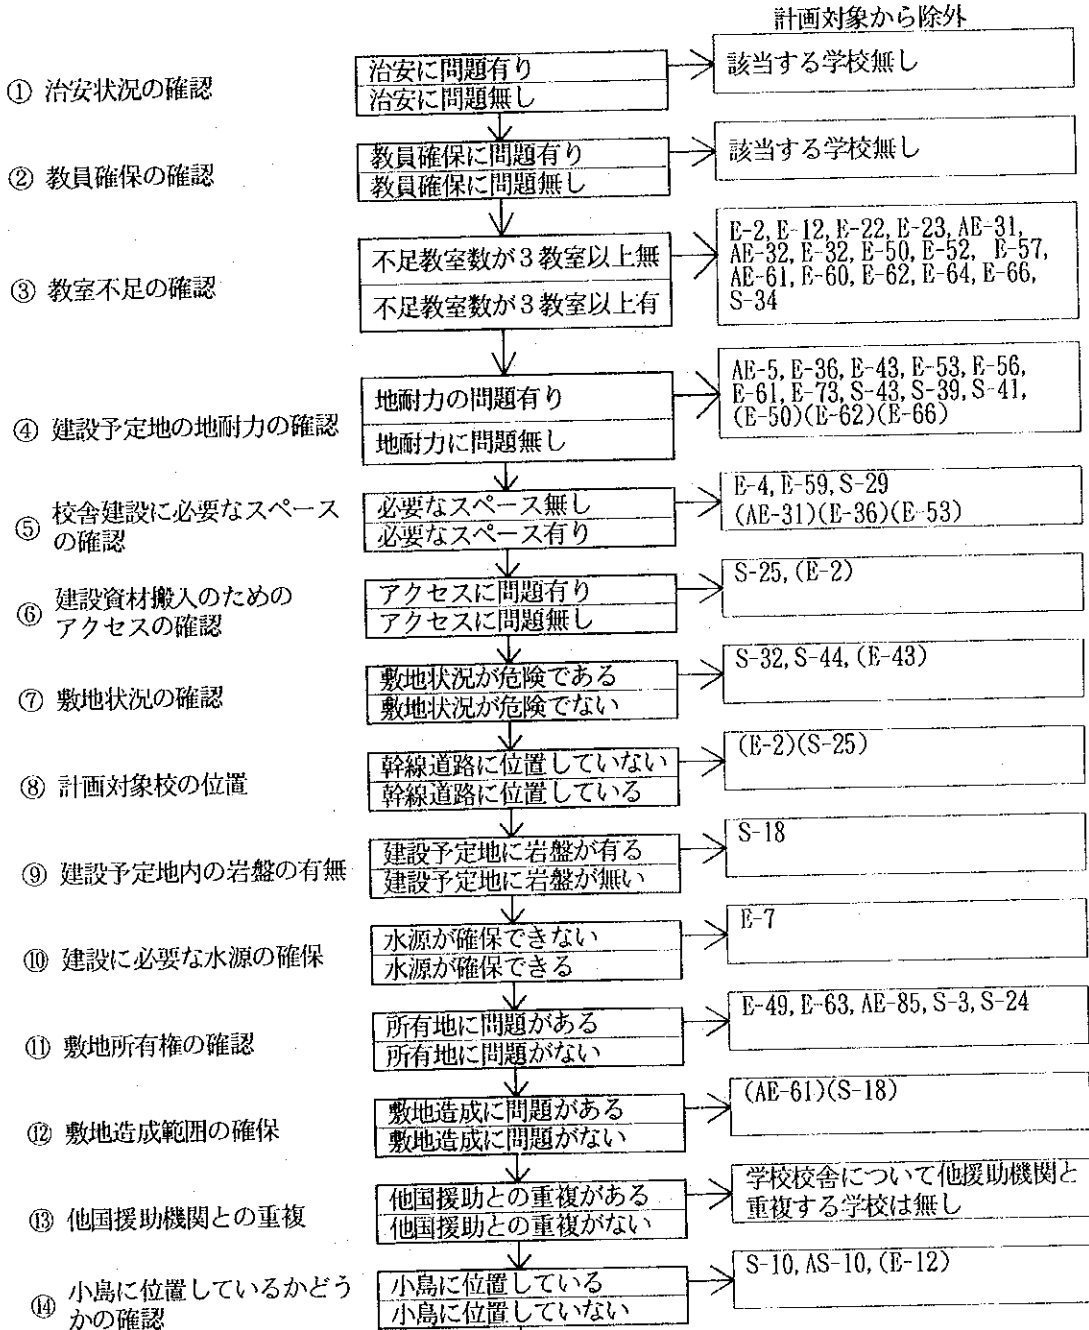 計画対象から除外
① 治安状況の確認
治安に問題有り
治安に問題無し
該当する学校無し
② 教員確保の確認
教員確保に問題有り
教員確保に問題無し
該当する学校無し
③ 教室不足の確認
不足教室数が3教室以上無
不足教室数が3教室以上有
E-2, E-12, E-22, E-23, AE-31,
AE-32, E-32, E-50, E-52, E-57,
AE-61, E-60, E-62, E-64, E-66,
S-34
④ 建設予定地の地耐力の確認
地耐力の問題有り
地耐力に問題無し
AE-5, E-36, E-43, E-53, E-56,
E-61, E-73, S-43, S-39, S-41,
(E-50)(E-62)(E-66)
⑤ 校舎建設に必要なスペース
の確認
必要なスペース無し
必要なスペース有り
E-4, E-59, S-29
(AE-31)(E-36)(E-53)
⑥ 建設資材搬入のための
アクセスの確認
アクセスに問題有り
アクセスに問題無し
S-25, (E-2)
⑦ 敷地状況の確認
敷地状況が危険である
敷地状況が危険でない
S-32, S-44, (E-43)
⑧ 計画対象校の位置
幹線道路に位置していない
幹線道路に位置している
(E-2)(S-25)
⑨ 建設予定地内の岩盤の有無
建設予定地に岩盤が有る
建設予定地に岩盤が無い
S-18
⑩ 建設に必要な水源の確保
水源が確保できない
水源が確保できる
E-7
⑪ 敷地所有権の確認
所有地に問題がある
所有地に問題がない
E-49, E-63, AE-85, S-3, S-24
⑫ 敷地造成範囲の確保
敷地造成に問題がある
敷地造成に問題がない
(AE-61)(S-18)
⑬ 他国援助機関との重複
他国援助との重複がある
他国援助との重複がない
学校校舎について他援助機関と
重複する学校は無し
⑭ 小島に位置しているかどう
かの確認
小島に位置している
小島に位置していない
S-10, AS-10, (E-12)